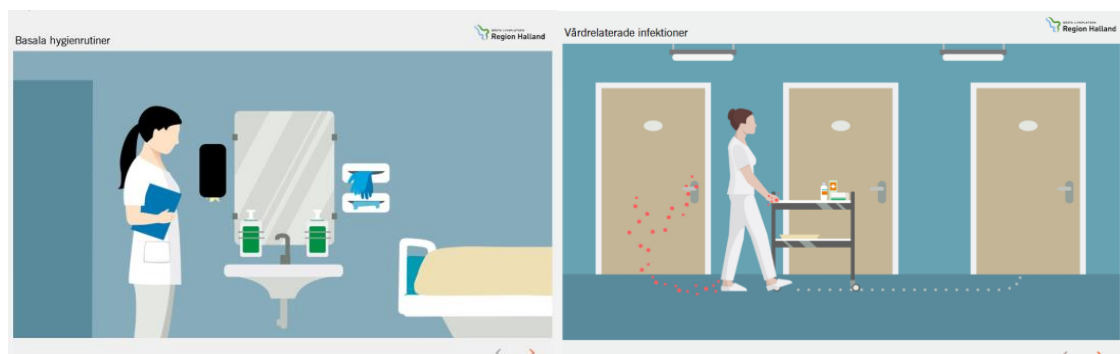 Basala hygienrutiner
Region Halland
Vårdrelaterade infektioner
Region Halland